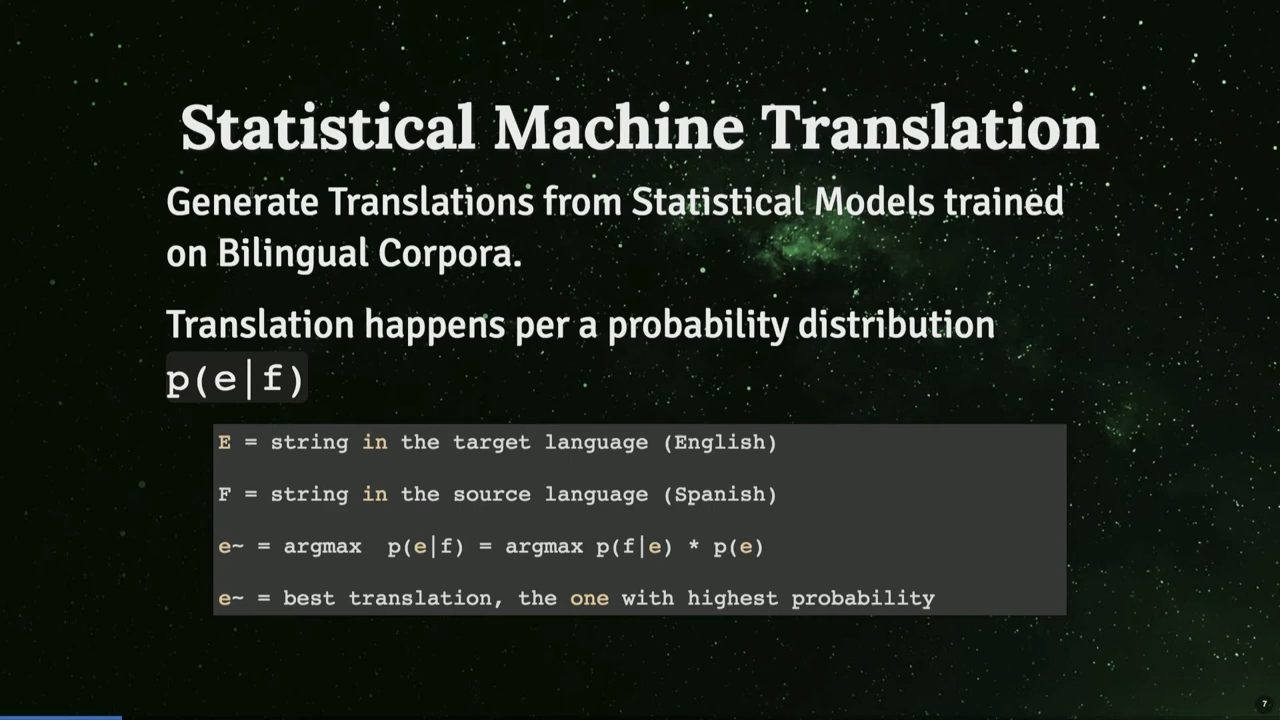 Statistical Machine Translation
Generate Translations from Statistical Models trained
on Bilingual Corpora.
Translation happens per a probability distribution
p(e|f)
E = string in the target language (English)
F = string in the source language (Spanish)
e~ = argmax  p(e|f) = argmax p(f|e) * p(e)
e~ = best translation, the one with highest probability
7